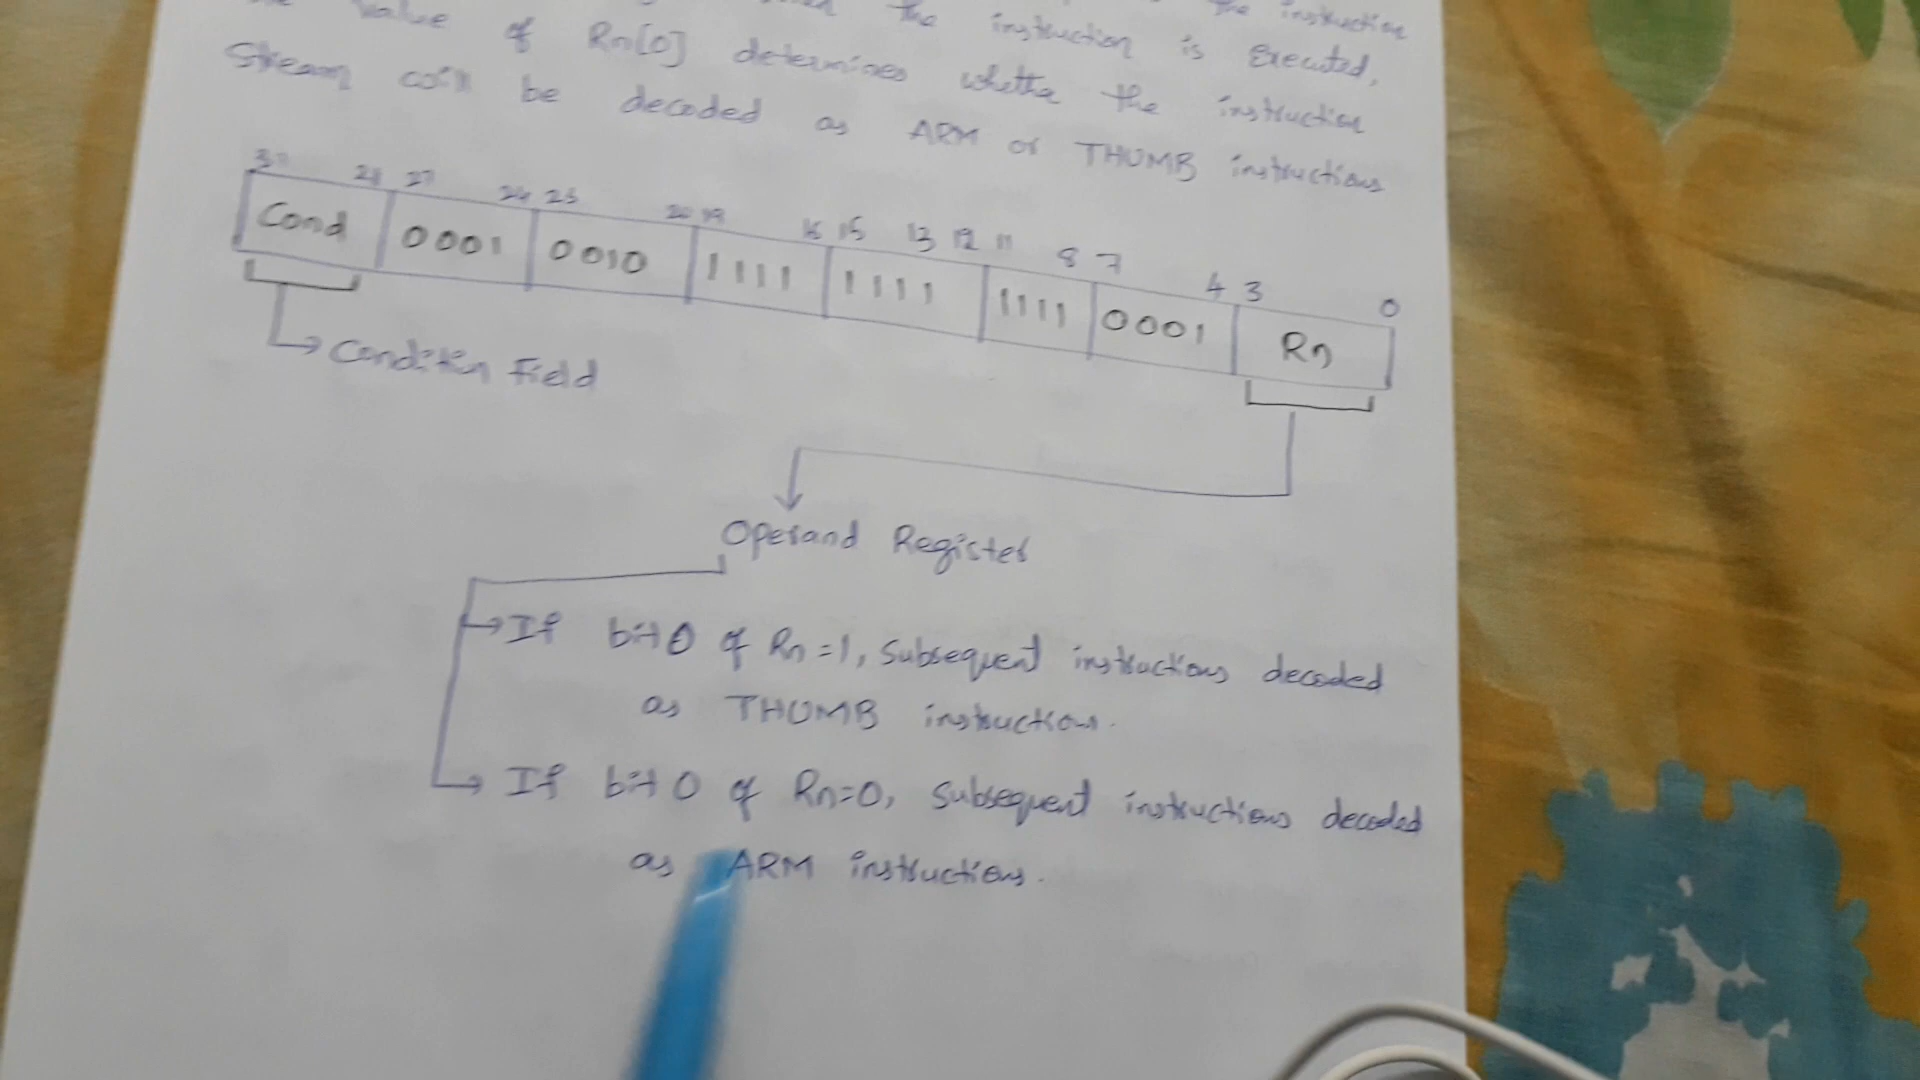 the instruction is executed, the instruction
value of Rn[0] determines whether the instruction
Stream will be decoded as ARM or THUMB instructions
31 28 27 24 23 20 19 16 15 13 12 11 8 7 4 3 0
Cond 0001 0010 1111 1111 1111 0001 Rn
Condition Field
Operand Register
If bit 0 of Rn=1, Subsequent instructions decoded
as THUMB instructions.
If bit 0 of Rn=0, Subsequent instructions decoded
as ARM instructions.